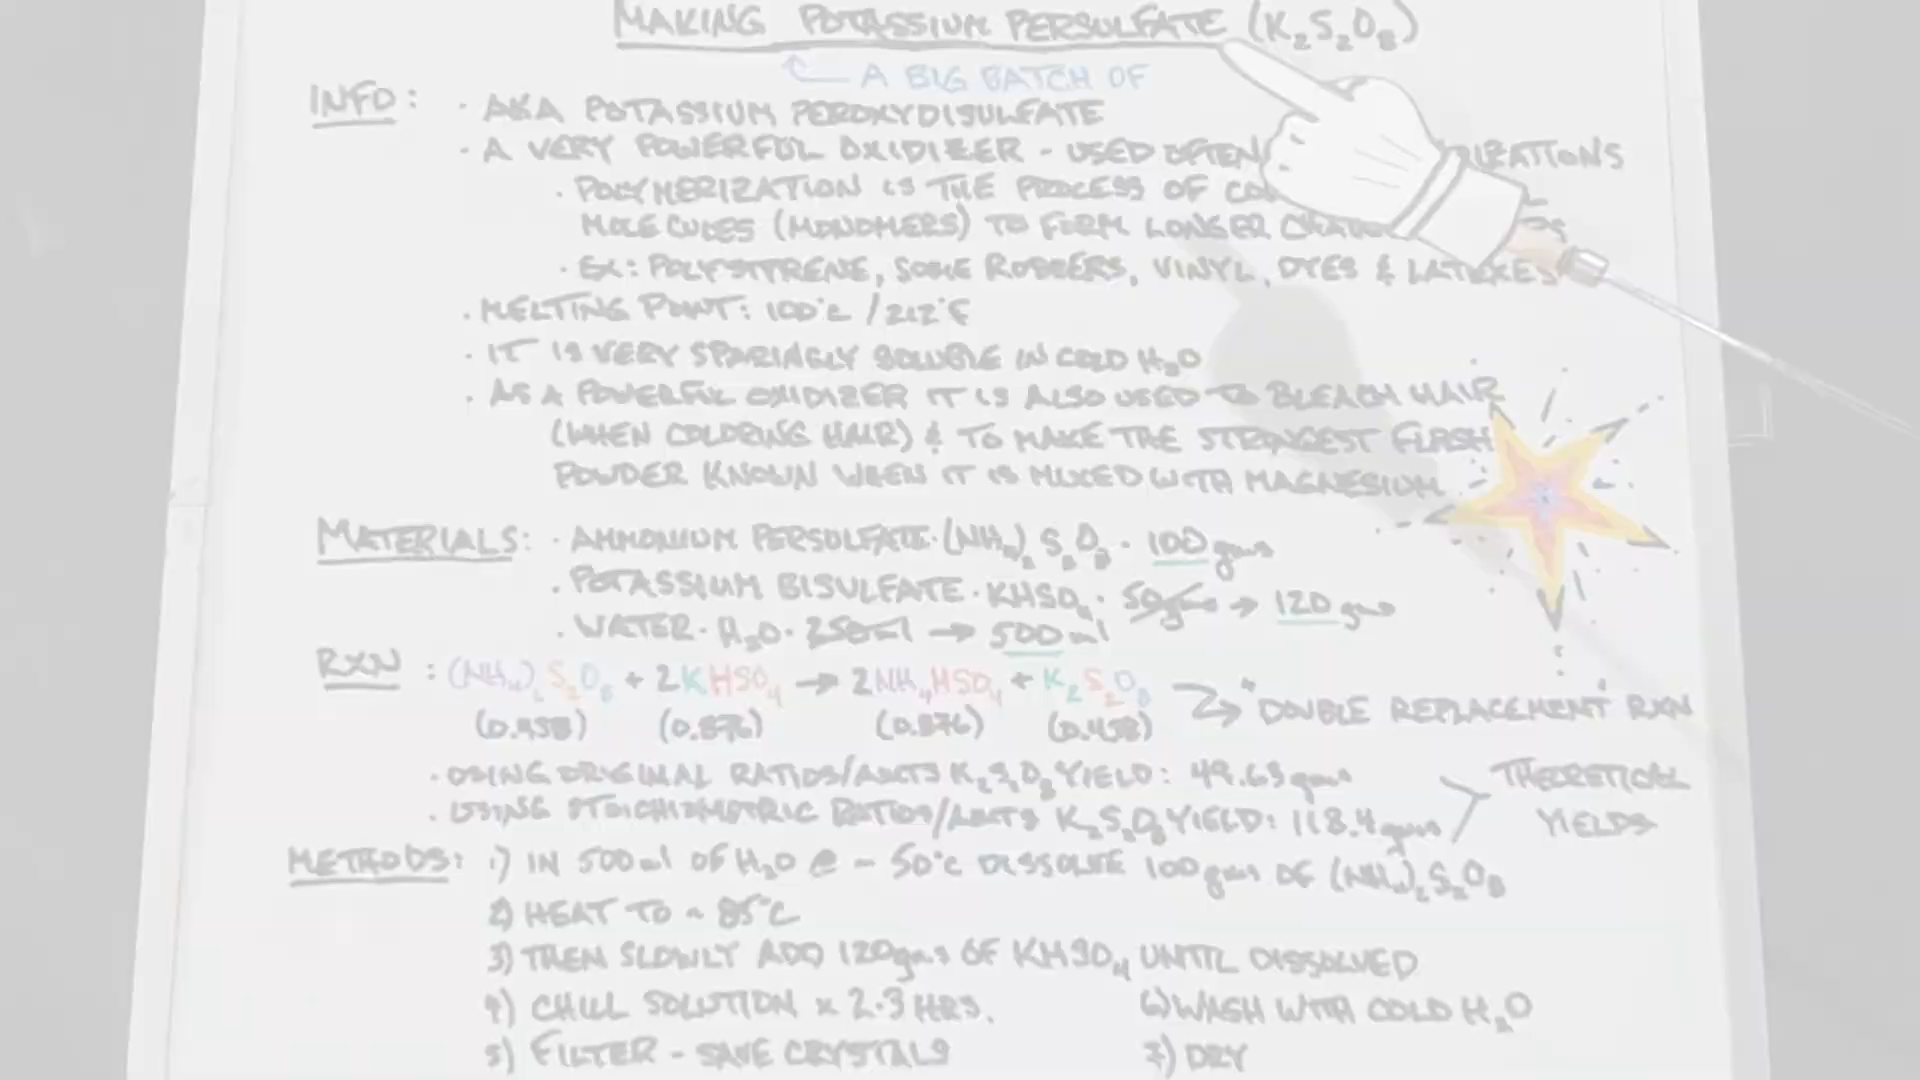 MAKING POTASSIUM PERSULFATE (K2S2O8)
A BIG BATCH OF
INFO: · AKA POTASSIUM PEROXYDISULFATE
· A VERY POWERFUL OXIDIZER - USED OFTEN RIZATIONS
· POLYMERIZATION IS THE PROCESS OF
MOLECULES (MONOMERS) TO FORM LONGER
· EX: POLYSTYRENE, SOME RUBBERS, VINYL, DYES & LATEXES
· MELTING POINT: 100°C / 212°F
· IT IS VERY SPARINGLY SOLUBLE IN COLD H2O
· AS A POWERFUL OXIDIZER IT IS ALSO USED TO BLEACH HAIR
(WHEN COLORING HAIR) & TO MAKE THE STRONGEST FLASH
POWDER KNOWN WHEN IT IS MIXED WITH MAGNESIUM
MATERIALS: · AMMONIUM PERSULFATE · (NH4)2S2O8 · 100 gms
· POTASSIUM BISULFATE · KHSO4 · 50 gms → 120 gms
· WATER · H2O · 250 ml → 500 ml
RXN: (NH4)2S2O8 + 2KHSO4 → 2NH4HSO4 + K2S2O8 "DOUBLE REPLACEMENT" RXN
(0.438) (0.876) (0.876) (0.438)
· USING ORIGINAL RATIOS/AMTS K2S2O8 YIELD: 49.63 gms THEORETICAL
· USING STOICHIOMETRIC RATIOS/AMTS K2S2O8 YIELD: 118.4 gms YIELDS
METHODS: 1) IN 500 ml OF H2O @ ~ 50°C DISSOLVE 100 gms OF (NH4)2S2O8
2) HEAT TO ~ 85°C
3) THEN SLOWLY ADD 120 gms OF KHSO4 UNTIL DISSOLVED
4) CHILL SOLUTION x 2-3 HRS. 6) WASH WITH COLD H2O
5) FILTER - SAVE CRYSTALS 7) DRY